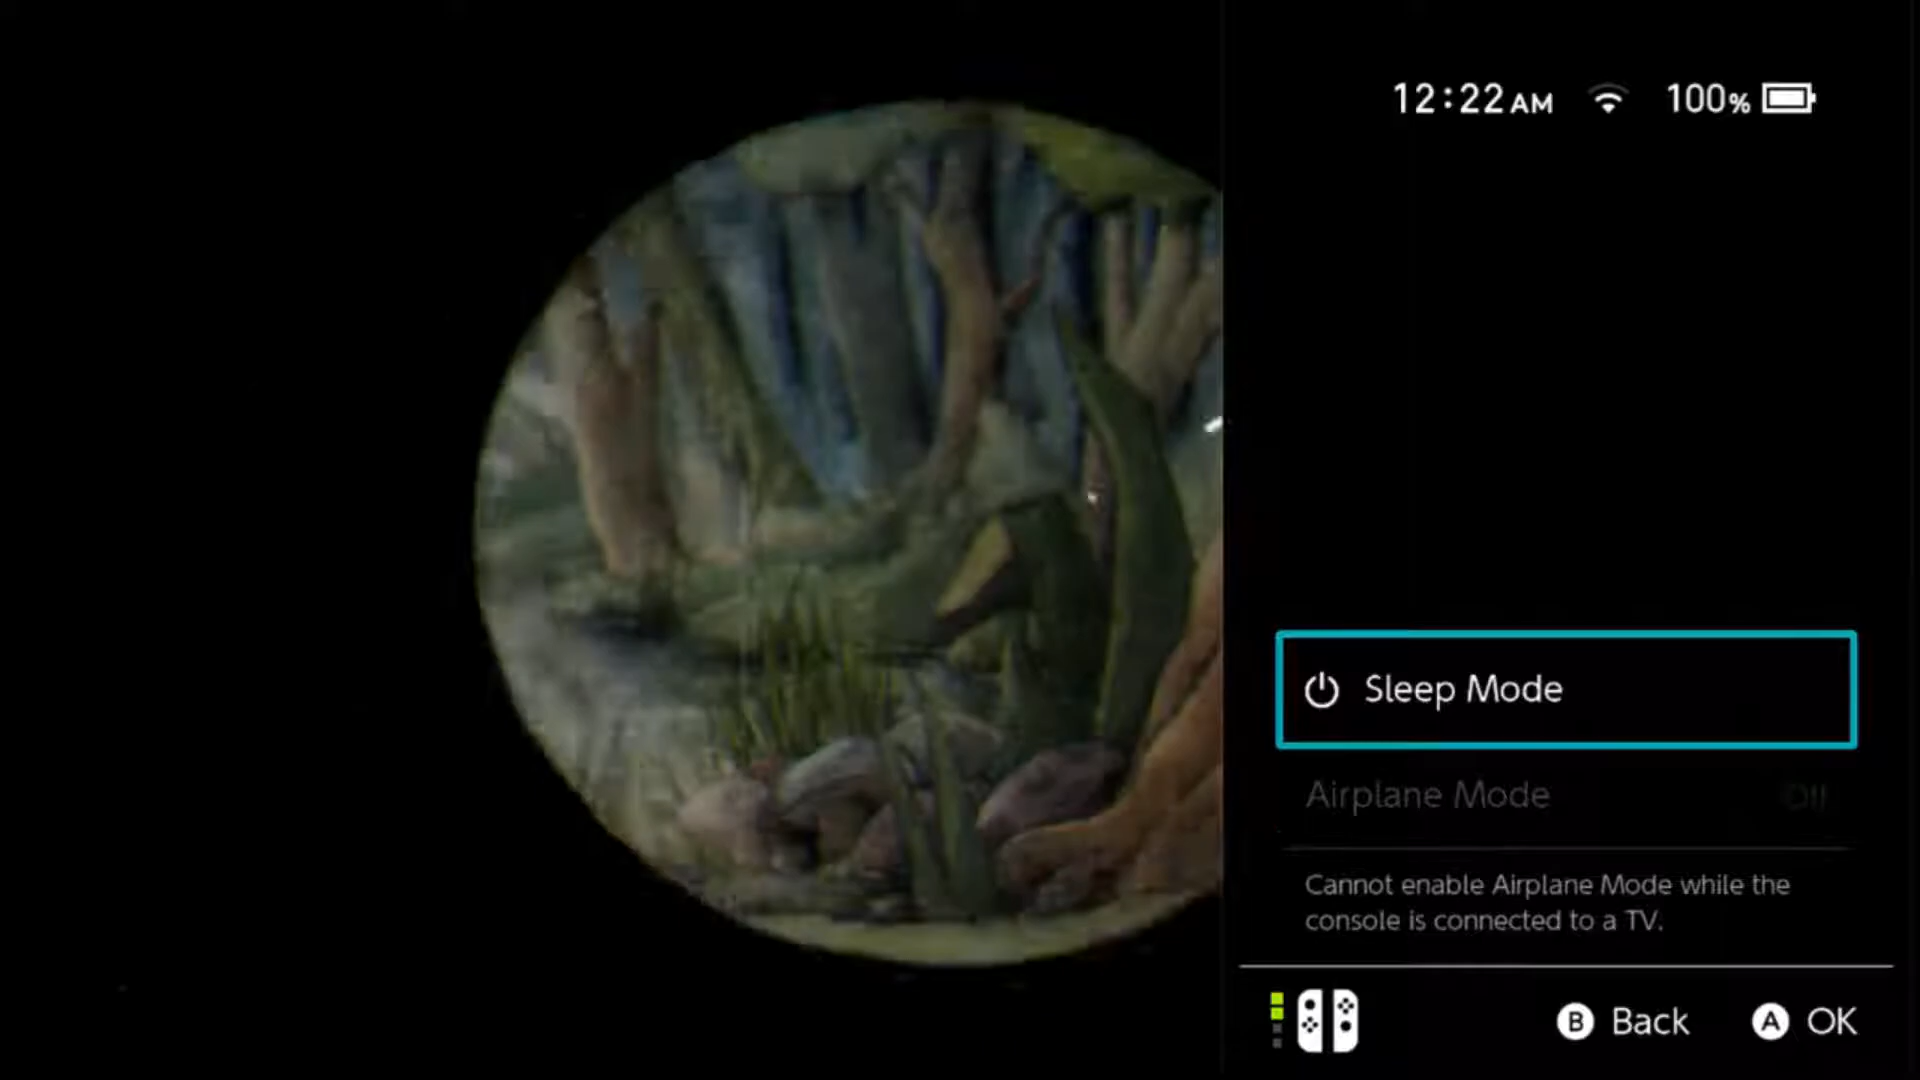 12:22 AM 100%
Sleep Mode
Airplane Mode Off
Cannot enable Airplane Mode while the
console is connected to a TV.
B Back A OK